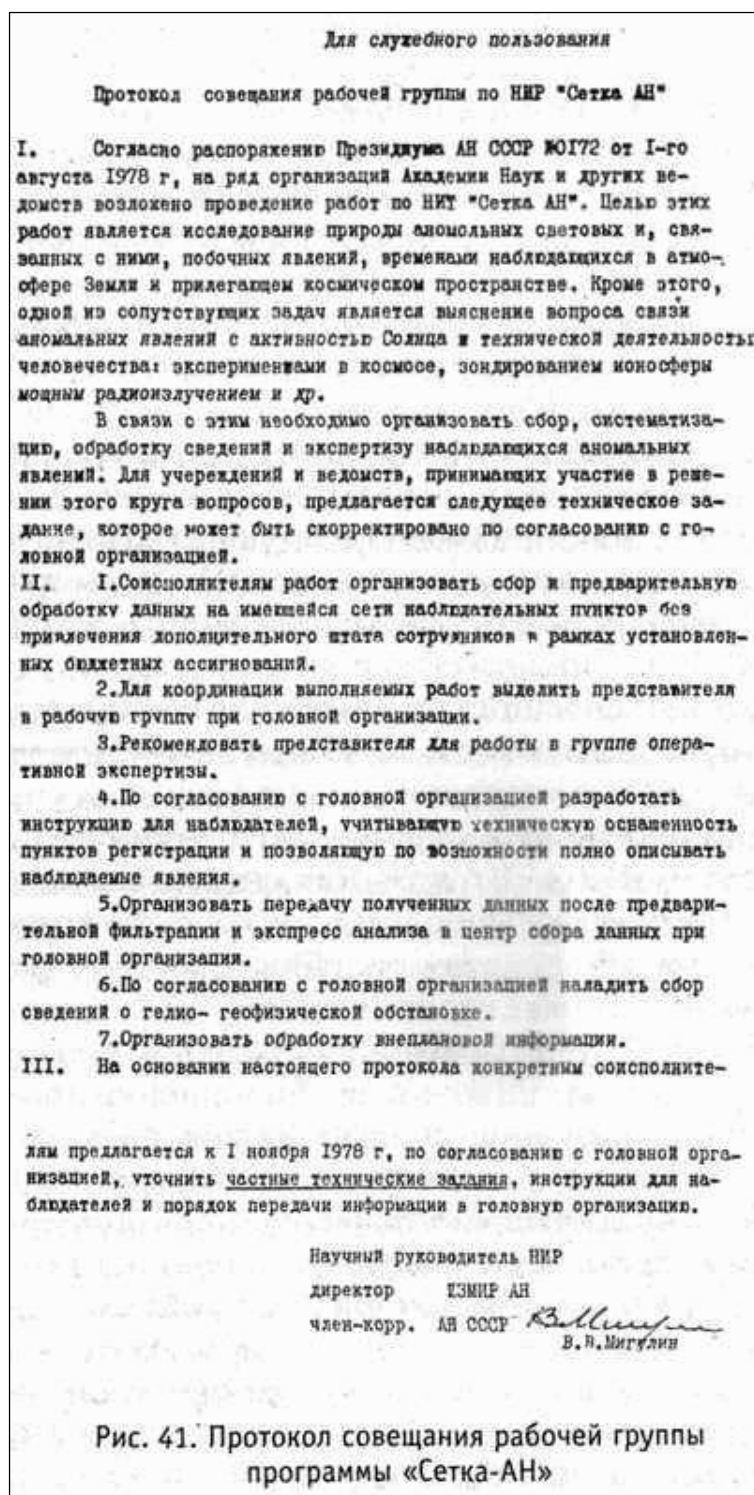 Для служебного пользования
Протокол совещания рабочей группы по НИР "Сетка АН"
I. Согласно распоряжению Президиума АН СССР №0172 от I-го
августа 1978 г, на ряд организаций Академии Наук и других ве-
домств возложено проведение работ по НИТ "Сетка АН". Целью этих
работ является исследование природы аномольных световых и, свя-
занных с ними, побочных явлений, временами наблюдающихся в атмо-
сфере Земли и прилегающем космическом пространстве. Кроме этого,
одной из сопутствующих задач является выяснение вопроса связи
аномальных явлений с активностью Солнца и технической деятельностью
человечества: экспериментами в космосе, зондированием ионосферы
мощным радиоизлучением и др.
В связи с этим необходимо организовать сбор, систематиза-
цию, обработку сведений и экспертизу наблюдающихся аномальных
явлений. Для учереждений и ведомств, принимающих участие в реше-
нии этого круга вопросов, предлагается следующее техническое за-
дание, которое может быть скорректировано по согласованию с го-
ловной организацией.
II. I.Соисполнителям работ организовать сбор и предварительную
обработку данных на имеющейся сети наблюдательных пунктов без
привлечения дополнительного штата сотрудников в рамках установлен-
ных бюджетных ассигнований.
2.Для координации выполняемых работ выделить представителя
в рабочую группу при головной организации.
3.Рекомендовать представителя для работы в группе опера-
тивной экспертизы.
4.По согласованию с головной организацией разработать
инструкцию для наблюдателей, учитывающую техническую оснащенность
пунктов регистрации и позволяющую по возможности полно описывать
наблюдаемые явления.
5.Организовать передачу полученных данных после предвари-
тельной фильтрации и экспресс анализа в центр сбора данных при
головной организации.
6.По согласованию с головной организацией наладить сбор
сведений о гелио- геофизической обстановке.
7.Организовать обработку внеплановой информации.
III. На основании настоящего протокола конкретным соисполните-
лям предлагается к I ноября 1978 г, по согласованию с головной орга-
низацией, уточнить частные технические задания, инструкции для на-
блюдателей и порядок передачи информации в головную организацию.
Научный руководитель НИР
директор ИЗМИР АН
член-корр. АН СССР
В.В.Мигулин
Рис. 41. Протокол совещания рабочей группы
программы «Сетка-АН»